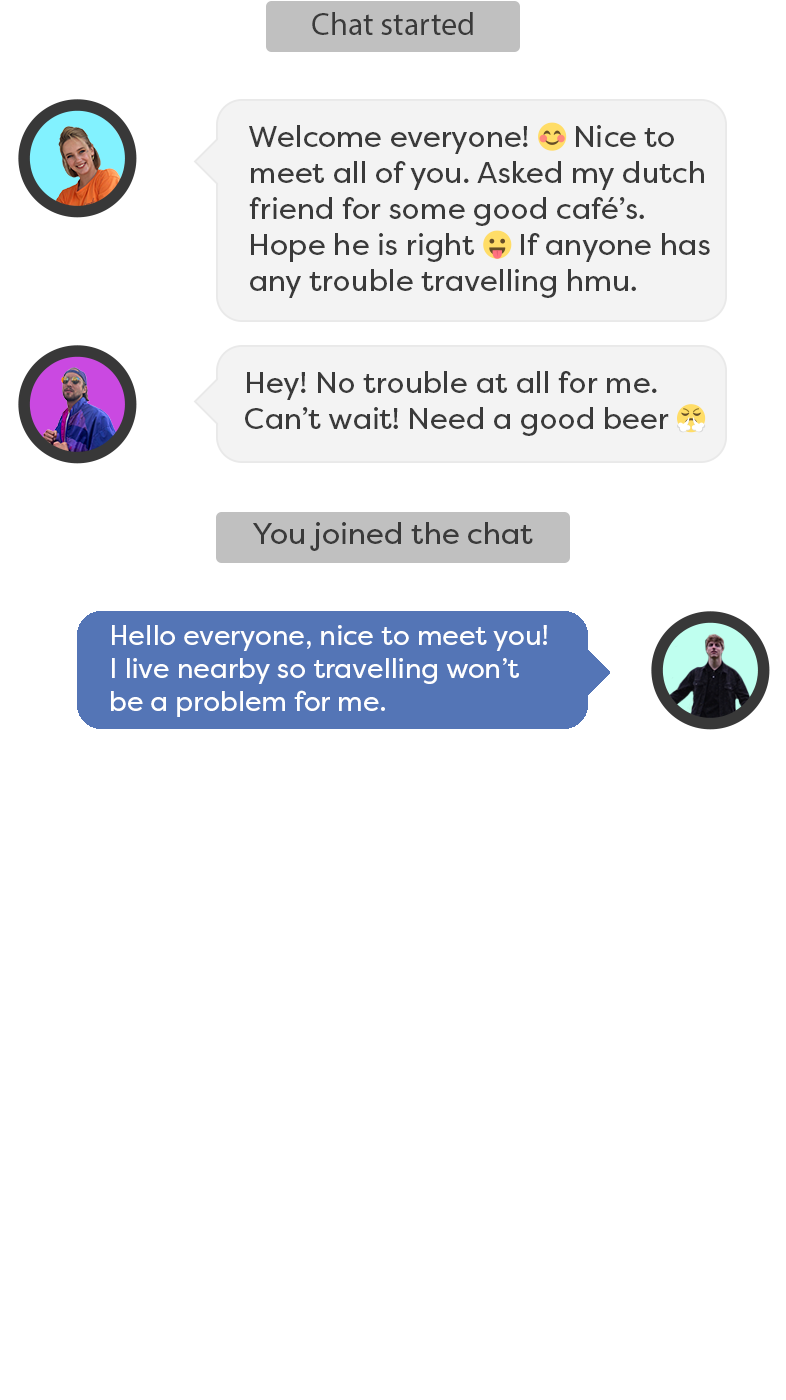 Chat started
Welcome everyone! 😊 Nice to
meet all of you. Asked my dutch
friend for some good café’s.
Hope he is right 😛 If anyone has
any trouble travelling hmu.
Hey! No trouble at all for me.
Can’t wait! Need a good beer 😤
You joined the chat
Hello everyone, nice to meet you!
I live nearby so travelling won’t
be a problem for me.